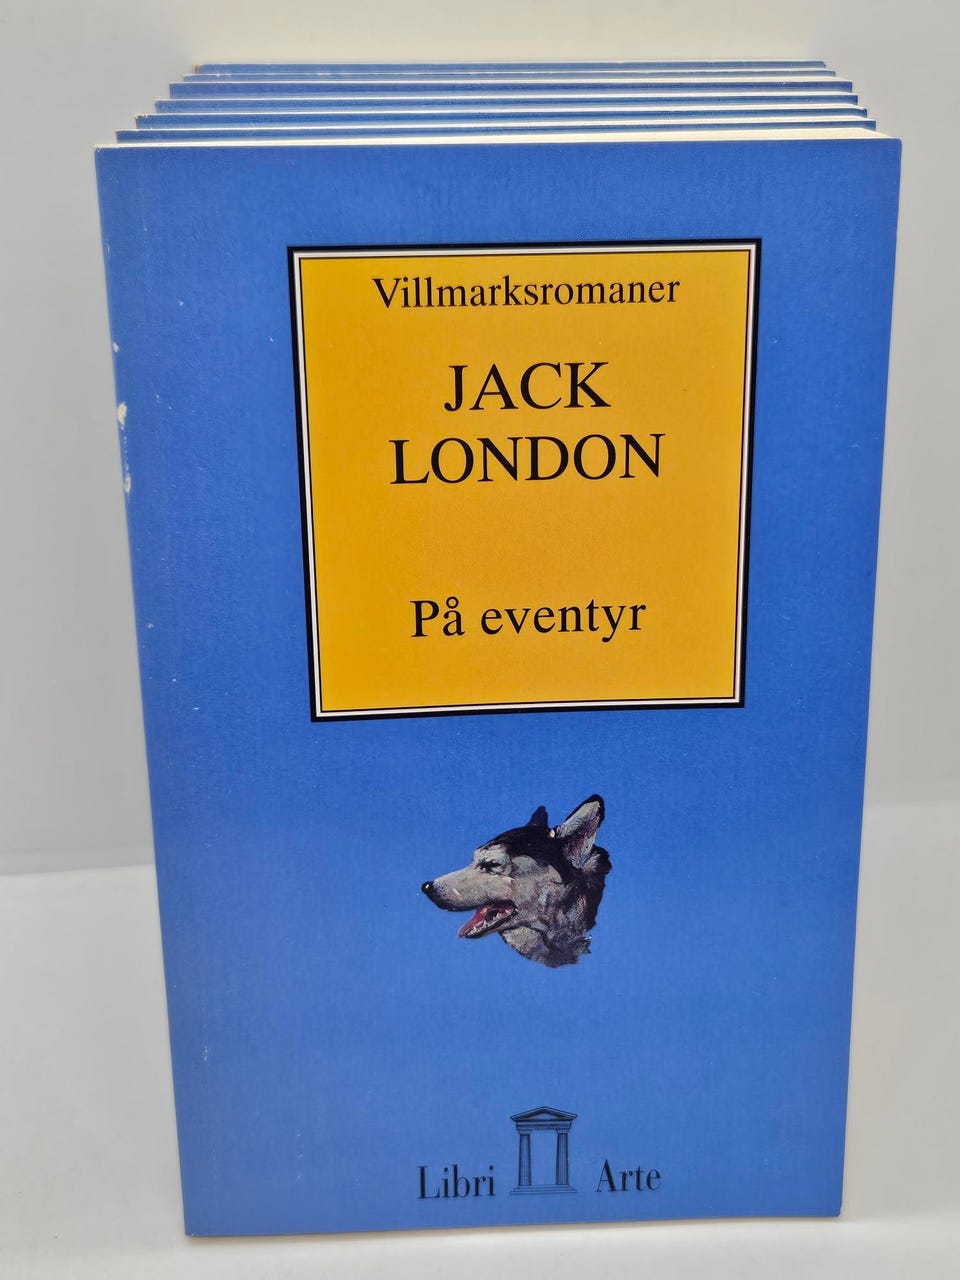 Villmarksromaner
JACK
LONDON
På eventyr
Libri Arte